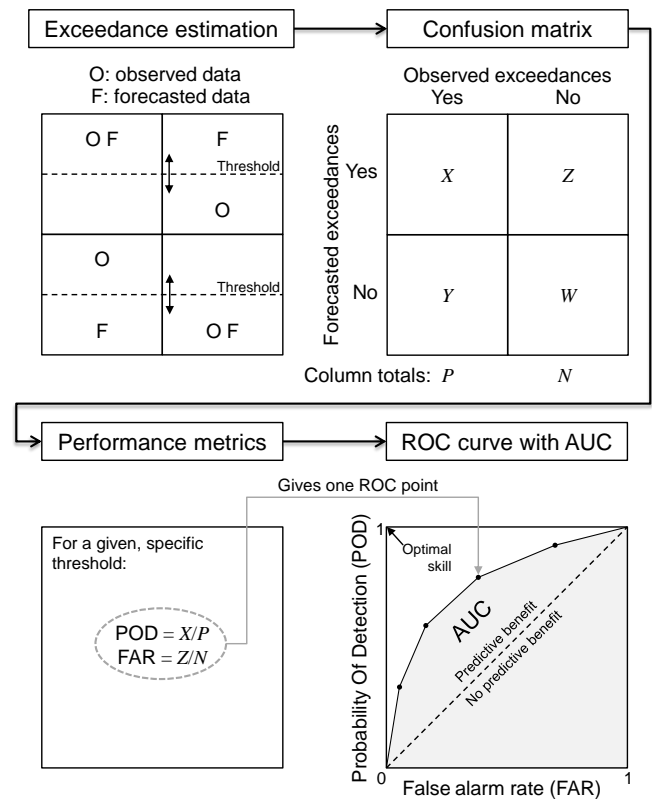 Exceedance estimation
Confusion matrix
O: observed data
F: forecasted data
O F
F
Threshold
O
O
Threshold
F
O F
Observed exceedances
Yes
No
Forecasted exceedances
Yes
X
Z
No
Y
W
Column totals: P
N
Performance metrics
ROC curve with AUC
Gives one ROC point
For a given, specific
threshold:
POD = X/P
FAR = Z/N
Probability Of Detection (POD)
1
Optimal
skill
AUC
Predictive benefit
No predictive benefit
0
1
False alarm rate (FAR)